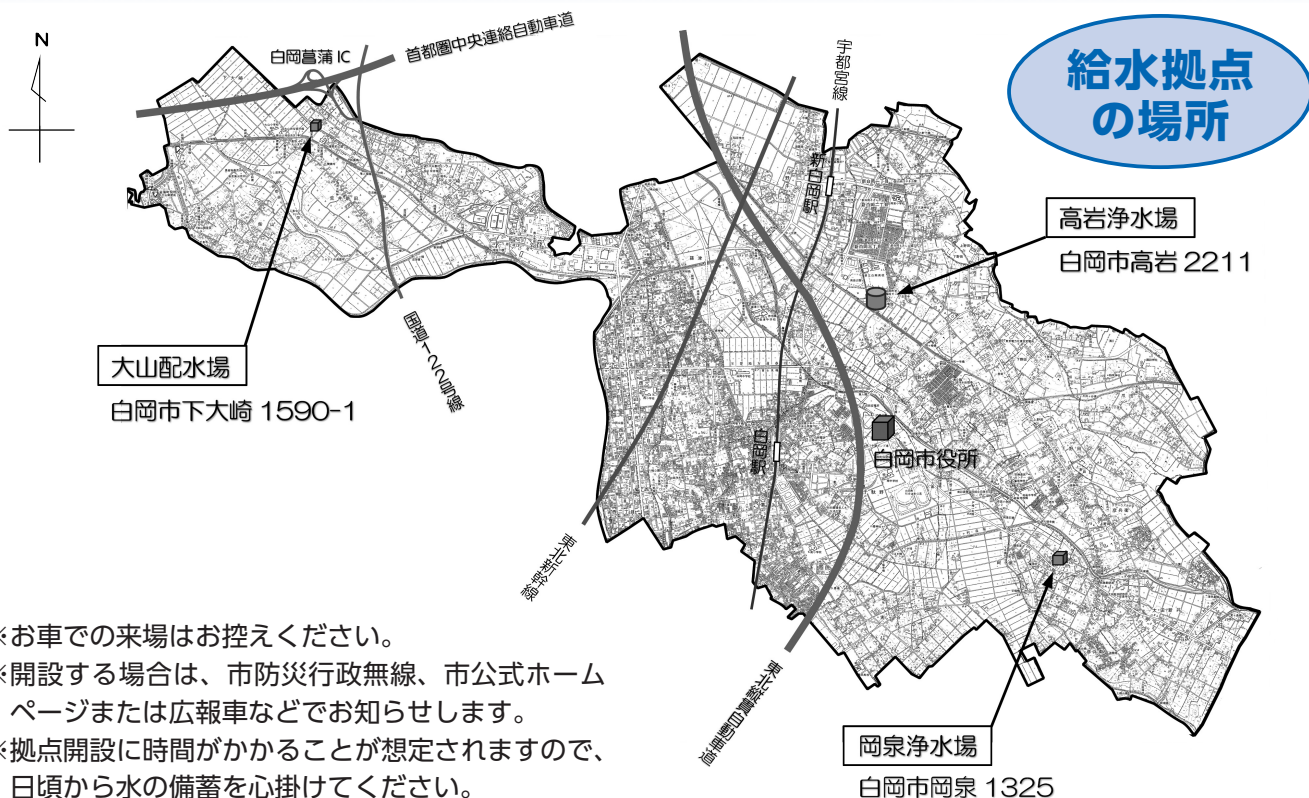 給水拠点
の場所
N
白岡菖蒲 IC
首都圏中央連絡自動車道
宇都宮線
新白岡駅
高岩浄水場
白岡市高岩 2211
国道122号線
大山配水場
白岡市下大崎 1590-1
白岡駅
白岡市役所
東北新幹線
東北縦貫自動車道
岡泉浄水場
白岡市岡泉 1325
※お車での来場はお控えください。
※開設する場合は、市防災行政無線、市公式ホーム
ページまたは広報車などでお知らせします。
※拠点開設に時間がかかることが想定されますので、
日頃から水の備蓄を心掛けてください。